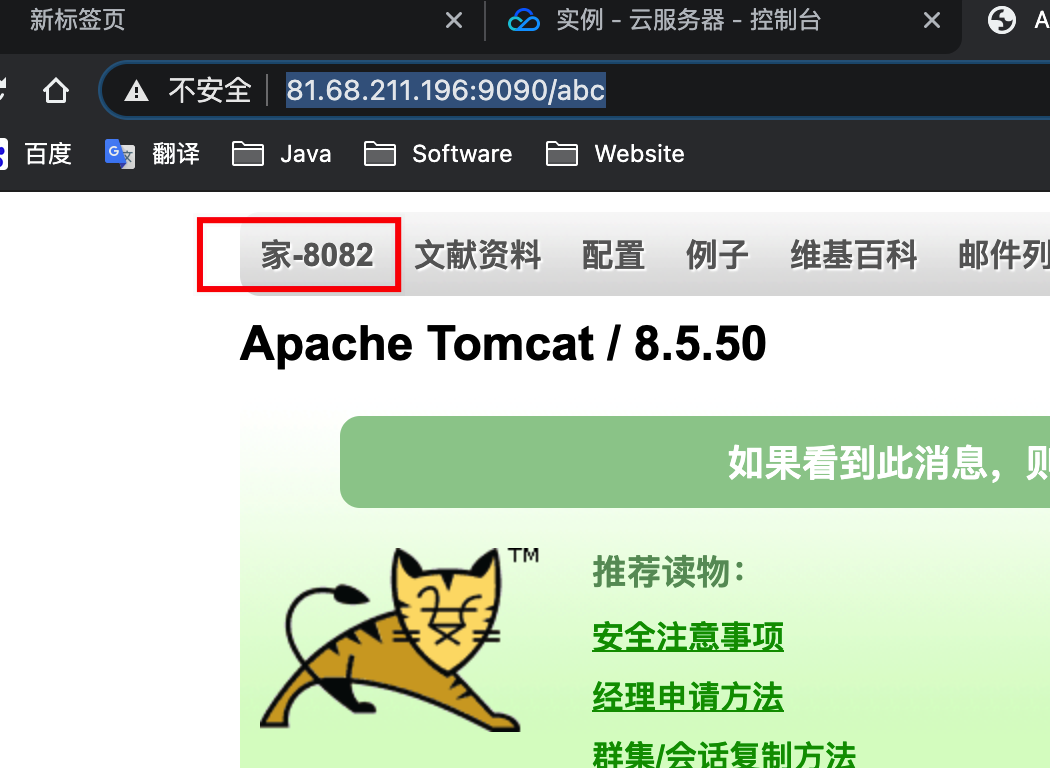 新标签页
实例 - 云服务器 - 控制台
不安全
81.68.211.196:9090/abc
百度
翻译
Java
Software
Website
家-8082 文献资料 配置 例子 维基百科 邮件列
Apache Tomcat / 8.5.50
如果看到此消息，则
TM
推荐读物：
安全注意事项
经理申请方法
群集/会话复制方法